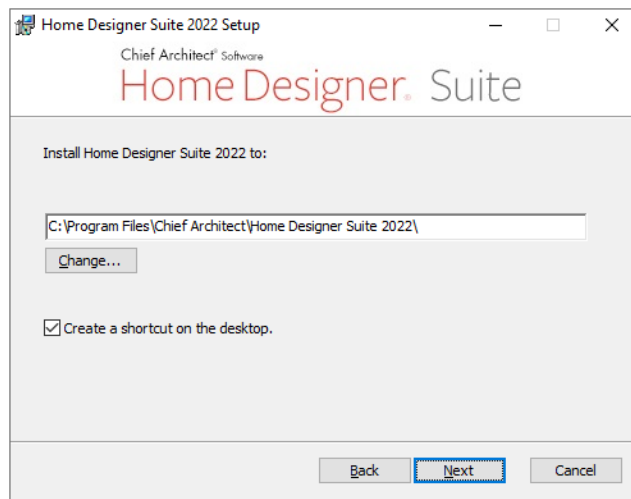 Home Designer Suite 2022 Setup
Chief Architect® Software
Home Designer® Suite
Install Home Designer Suite 2022 to:
C:\Program Files\Chief Architect\Home Designer Suite 2022\
Change...
Create a shortcut on the desktop.
Back Next Cancel